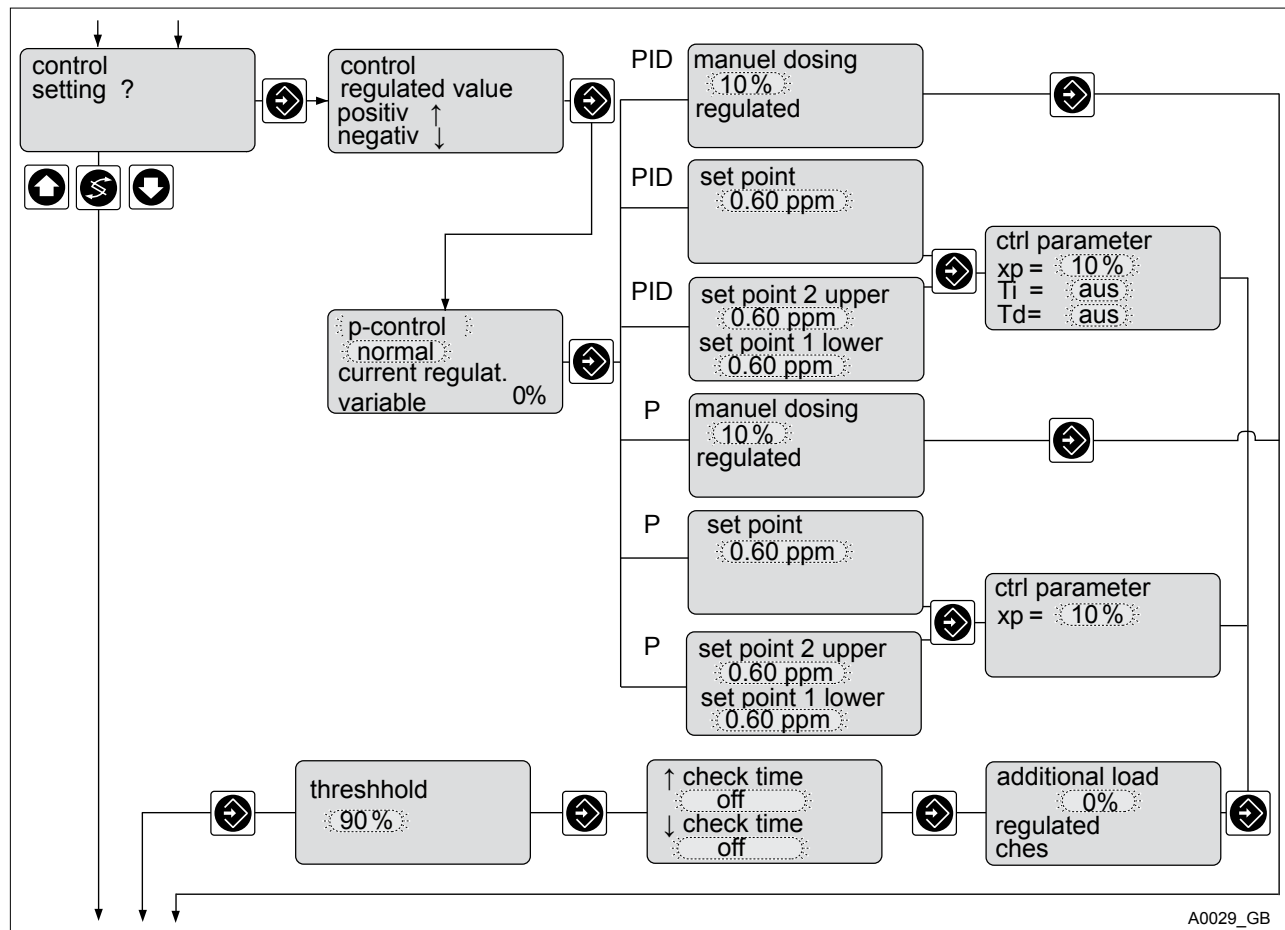 control
setting ?
control
regulated value
positiv ↑
negativ ↓
p-control
normal
current regulat.
variable 0%
PID
manuel dosing
10%
regulated
PID
set point
0.60 ppm
PID
set point 2 upper
0.60 ppm
set point 1 lower
0.60 ppm
ctrl parameter
xp = 10%
Ti = aus
Td= aus
P
manuel dosing
10%
regulated
P
set point
0.60 ppm
P
set point 2 upper
0.60 ppm
set point 1 lower
0.60 ppm
ctrl parameter
xp = 10%
threshhold
90%
↑ check time
off
↓ check time
off
additional load
0%
regulated
ches
A0029_GB